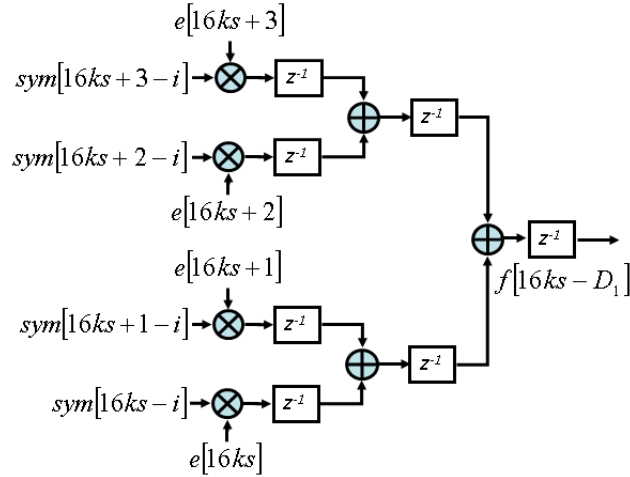 e[16ks + 3]
sym[16ks + 3 − i]
z⁻¹
z⁻¹
sym[16ks + 2 − i]
z⁻¹
e[16ks + 2]
z⁻¹
e[16ks + 1]
f[16ks − D₁]
sym[16ks + 1 − i]
z⁻¹
z⁻¹
sym[16ks − i]
z⁻¹
e[16ks]